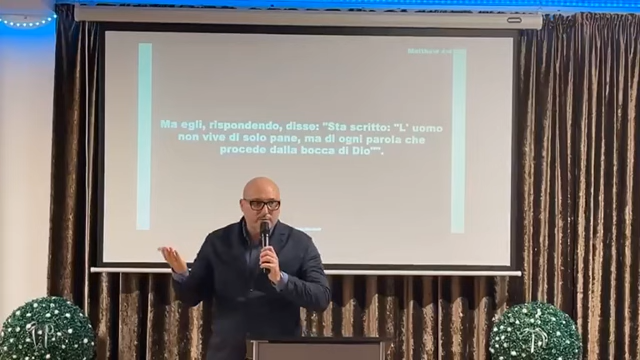 Ma egli, rispondendo, disse: "Sta scritto: "L' uomo
non vive di solo pane, ma di ogni parola che
procede dalla bocca di Dio"".